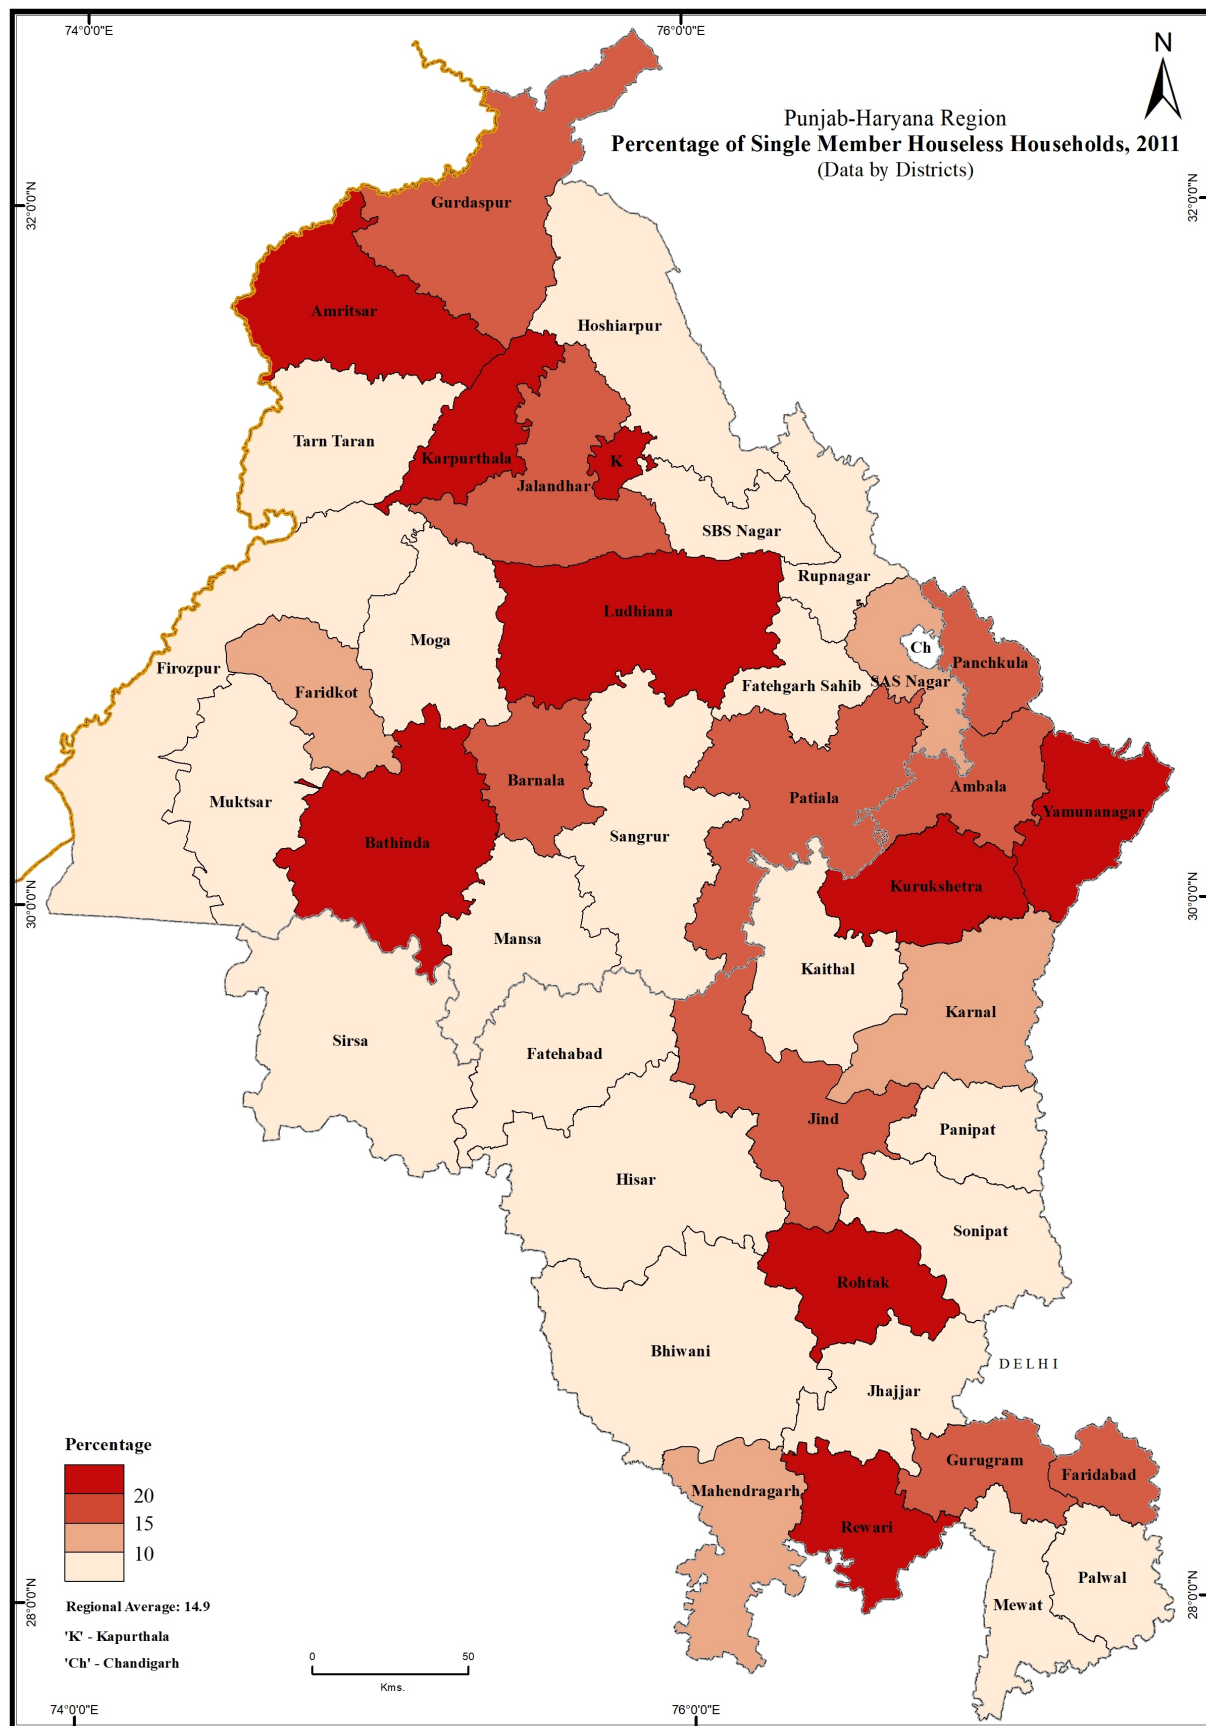 74°0'0"E
76°0'0"E
N
Punjab-Haryana Region
Percentage of Single Member Houseless Households, 2011
(Data by Districts)
32°0'0"N
32°0'0"N
Gurdaspur
Amritsar
Hoshiarpur
Tarn Taran
Karpurthala
K
Jalandhar
SBS Nagar
Rupnagar
Ludhiana
Moga
Ch
Firozpur
Panchkula
SAS Nagar
Fatehgarh Sahib
Faridkot
Barnala
Ambala
Patiala
Muktsar
Yamunanagar
Sangrur
Bathinda
Kurukshetra
30°0'0"N
30°0'0"N
Mansa
Kaithal
Karnal
Sirsa
Fatehabad
Jind
Panipat
Hisar
Sonipat
Rohtak
Bhiwani
DELHI
Jhajjar
Gurugram
Faridabad
Mahendragarh
Rewari
Palwal
Mewat
Percentage
20
15
10
Regional Average: 14.9
'K' - Kapurthala
'Ch' - Chandigarh
0 50
Kms.
28°0'0"N
28°0'0"N
74°0'0"E
76°0'0"E